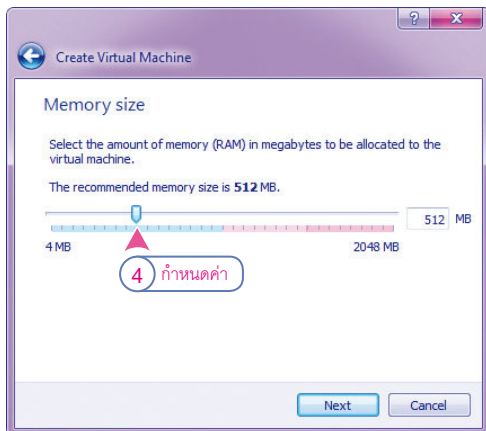 ?
Create Virtual Machine
Memory size
Select the amount of memory (RAM) in megabytes to be allocated to the
virtual machine.
The recommended memory size is 512 MB.
512 MB
4 MB 2048 MB
4 กำหนดค่า
Next Cancel